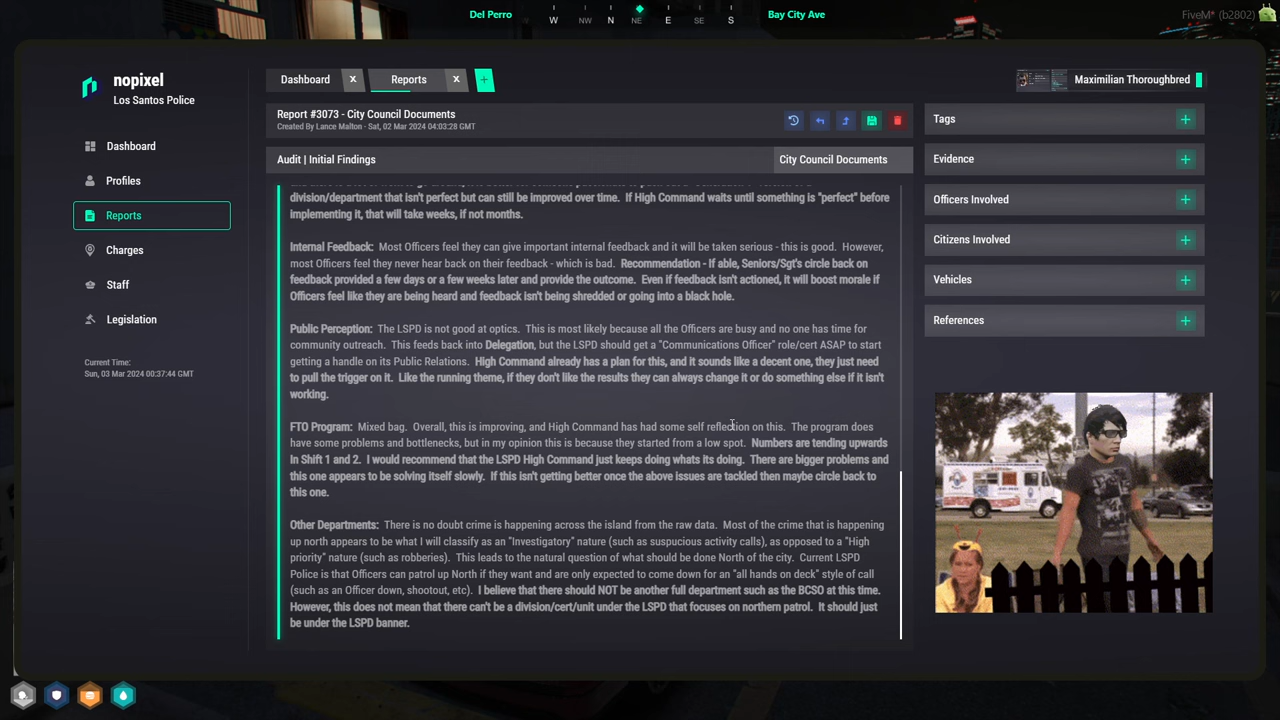 Del Perro
W NW N NE E SE S
Bay City Ave
FiveM* (b2802)
nopixel
Los Santos Police
Dashboard x Reports x +
Maximilian Thoroughbred
Report #3073 - City Council Documents
Created By Lance Malton - Sat, 02 Mar 2024 04:03:28 GMT
Audit | Initial Findings
City Council Documents
Dashboard
Profiles
Reports
Charges
Staff
Legislation
Current Time:
Sun, 03 Mar 2024 00:37:44 GMT
division/department that isn't perfect but can still be improved over time. If High Command waits until something is "perfect" before
implementing it, that will take weeks, if not months.
Internal Feedback: Most Officers feel they can give important internal feedback and it will be taken serious - this is good. However,
most Officers feel they never hear back on their feedback - which is bad. Recommendation - If able, Seniors/Sgt's circle back on
feedback provided a few days or a few weeks later and provide the outcome. Even if feedback isn't actioned, it will boost morale if
Officers feel like they are being heard and feedback isn't being shredded or going into a black hole.
Public Perception: The LSPD is not good at optics. This is most likely because all the Officers are busy and no one has time for
community outreach. This feeds back into Delegation, but the LSPD should get a "Communications Officer" role/cert ASAP to start
getting a handle on its Public Relations. High Command already has a plan for this, and it sounds like a decent one, they just need
to pull the trigger on it. Like the running theme, if they don't like the results they can always change it or do something else if it isn't
working.
FTO Program: Mixed bag. Overall, this is improving, and High Command has had some self reflection on this. The program does
have some problems and bottlenecks, but in my opinion this is because they started from a low spot. Numbers are tending upwards
in Shift 1 and 2. I would recommend that the LSPD High Command just keeps doing whats its doing. There are bigger problems and
this one appears to be solving itself slowly. If this isn't getting better once the above issues are tackled then maybe circle back to
this one.
Other Departments: There is no doubt crime is happening across the island from the raw data. Most of the crime that is happening
up north appears to be what I will classify as an "Investigatory" nature (such as suspucious activity calls), as opposed to a "High
priority" nature (such as robberies). This leads to the natural question of what should be done North of the city. Current LSPD
Police is that Officers can patrol up North if they want and are only expected to come down for an "all hands on deck" style of call
(such as an Officer down, shootout, etc). I believe that there should NOT be another full department such as the BCSO at this time.
However, this does not mean that there can't be a division/cert/unit under the LSPD that focuses on northern patrol. It should just
be under the LSPD banner.
Tags +
Evidence +
Officers Involved +
Citizens Involved +
Vehicles +
References +